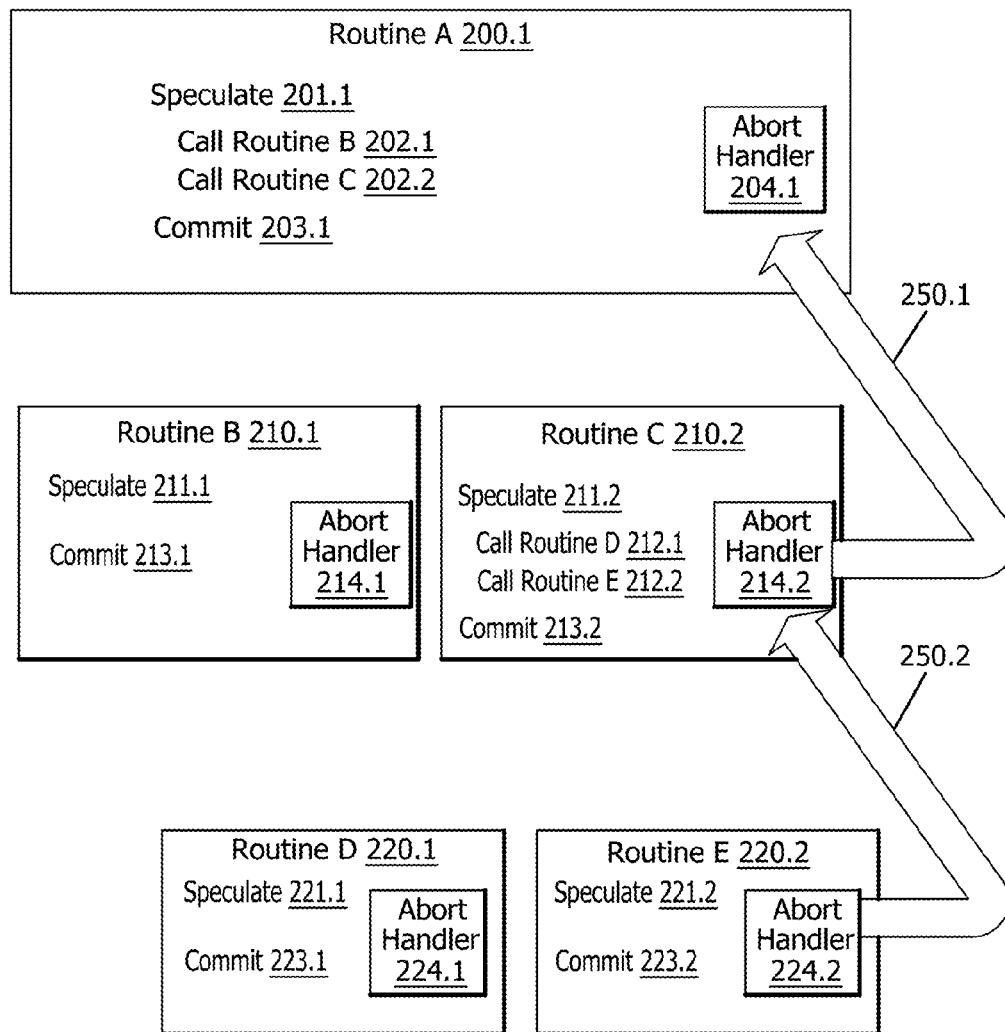 Routine A 200.1
Speculate 201.1
Call Routine B 202.1
Call Routine C 202.2
Commit 203.1
Abort
Handler
204.1
250.1
Routine B 210.1
Speculate 211.1
Commit 213.1
Abort
Handler
214.1
Routine C 210.2
Speculate 211.2
Call Routine D 212.1
Call Routine E 212.2
Commit 213.2
Abort
Handler
214.2
250.2
Routine D 220.1
Speculate 221.1
Commit 223.1
Abort
Handler
224.1
Routine E 220.2
Speculate 221.2
Commit 223.2
Abort
Handler
224.2